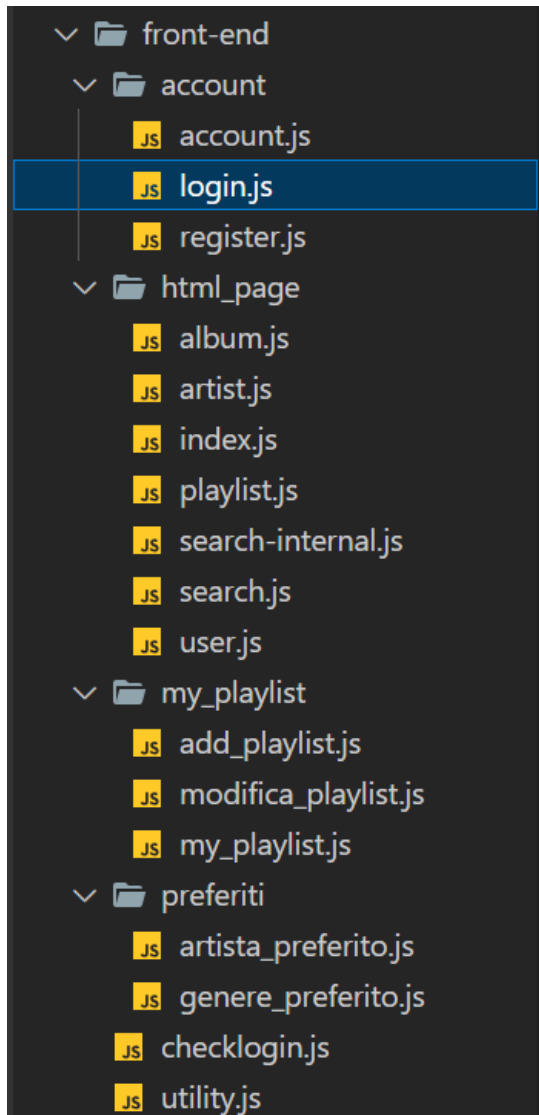 front-end
account
JS account.js
JS login.js
JS register.js
html_page
JS album.js
JS artist.js
JS index.js
JS playlist.js
JS search-internal.js
JS search.js
JS user.js
my_playlist
JS add_playlist.js
JS modifica_playlist.js
JS my_playlist.js
preferiti
JS artista_preferito.js
JS genere_preferito.js
JS checklogin.js
JS utility.js